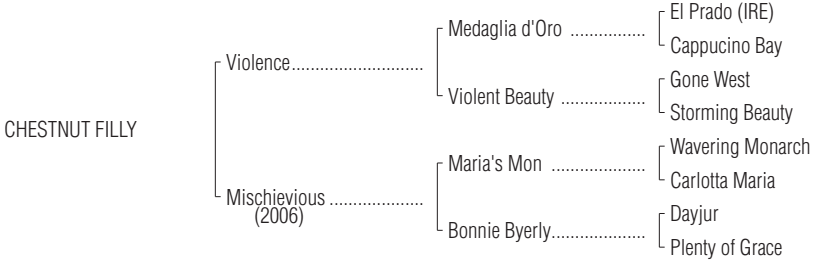 El Prado (IRE)
Medaglia d'Oro ................
Cappucino Bay
Violence............................
Gone West
Violent Beauty ..................
Storming Beauty
CHESTNUT FILLY
Wavering Monarch
Maria's Mon ....................
Carlotta Maria
Mischievious ....................
(2006)
Dayjur
Bonnie Byerly....................
Plenty of Grace